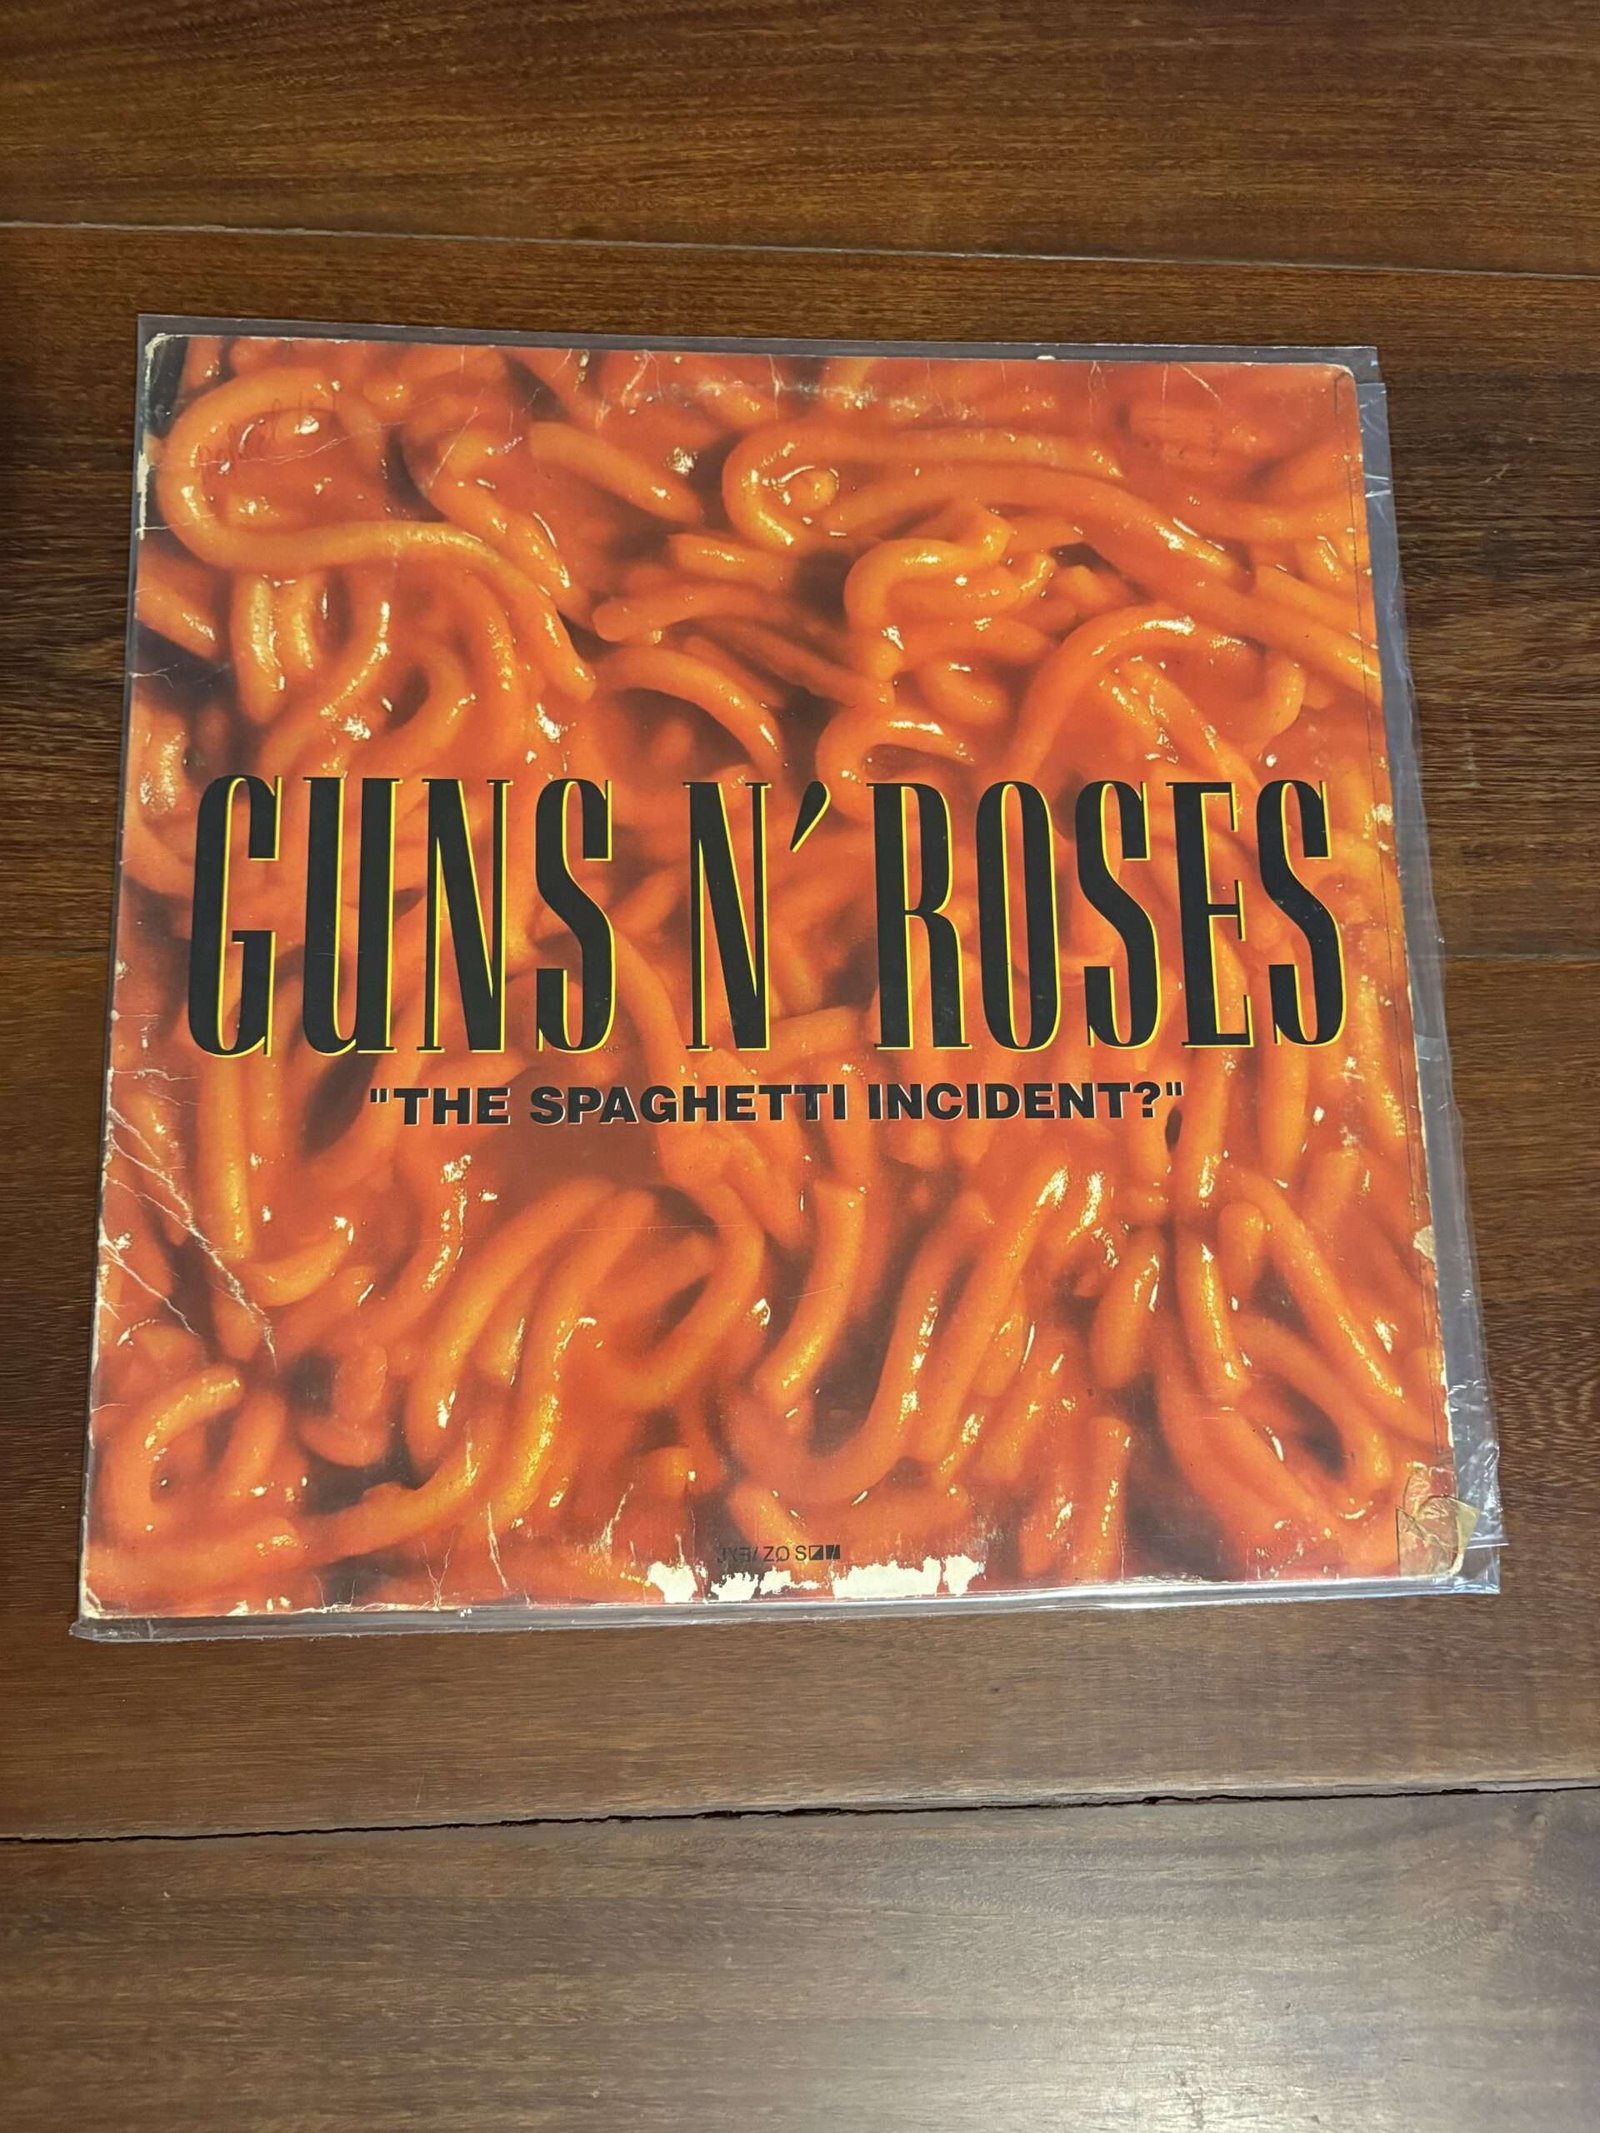 GUNS N' ROSES
"THE SPAGHETTI INCIDENT?"